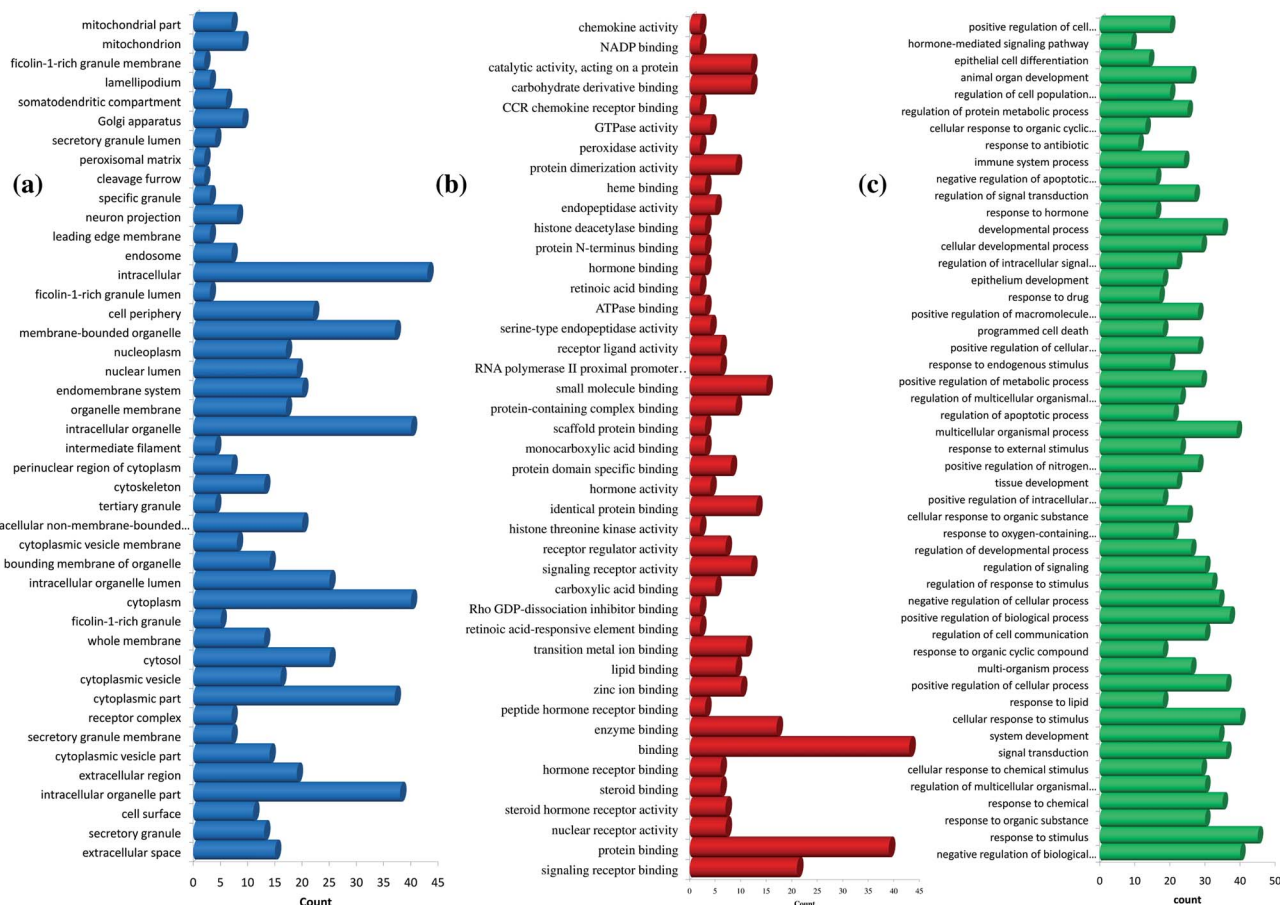 (a)
mitochondrial part
mitochondrion
ficolin-1-rich granule membrane
lamellipodium
somatodendritic compartment
Golgi apparatus
secretory granule lumen
peroxisomal matrix
cleavage furrow
specific granule
neuron projection
leading edge membrane
endosome
intracellular
ficolin-1-rich granule lumen
cell periphery
membrane-bounded organelle
nucleoplasm
nuclear lumen
endomembrane system
organelle membrane
intracellular organelle
intermediate filament
perinuclear region of cytoplasm
cytoskeleton
tertiary granule
acellular non-membrane-bounded...
cytoplasmic vesicle membrane
bounding membrane of organelle
intracellular organelle lumen
cytoplasm
ficolin-1-rich granule
whole membrane
cytosol
cytoplasmic vesicle
cytoplasmic part
receptor complex
secretory granule membrane
cytoplasmic vesicle part
extracellular region
intracellular organelle part
cell surface
secretory granule
extracellular space
0 5 10 15 20 25 30 35 40 45
Count
(b)
chemokine activity
NADP binding
catalytic activity, acting on a protein
carbohydrate derivative binding
CCR chemokine receptor binding
GTPase activity
peroxidase activity
protein dimerization activity
heme binding
endopeptidase activity
histone deacetylase binding
protein N-terminus binding
hormone binding
retinoic acid binding
ATPase binding
serine-type endopeptidase activity
receptor ligand activity
RNA polymerase II proximal promoter..
small molecule binding
protein-containing complex binding
scaffold protein binding
monocarboxylic acid binding
protein domain specific binding
hormone activity
identical protein binding
histone threonine kinase activity
receptor regulator activity
signaling receptor activity
carboxylic acid binding
Rho GDP-dissociation inhibitor binding
retinoic acid-responsive element binding
transition metal ion binding
lipid binding
zinc ion binding
peptide hormone receptor binding
enzyme binding
binding
hormone receptor binding
steroid binding
steroid hormone receptor activity
nuclear receptor activity
protein binding
signaling receptor binding
0 5 10 15 20 25 30 35 40 45
Count
(c)
positive regulation of cell...
hormone-mediated signaling pathway
epithelial cell differentiation
animal organ development
regulation of cell population...
regulation of protein metabolic process
cellular response to organic cyclic...
response to antibiotic
immune system process
negative regulation of apoptotic...
regulation of signal transduction
response to hormone
developmental process
cellular developmental process
regulation of intracellular signal...
epithelium development
response to drug
positive regulation of macromolecule...
programmed cell death
positive regulation of cellular...
response to endogenous stimulus
positive regulation of metabolic process
regulation of multicellular organismal...
regulation of apoptotic process
multicellular organismal process
response to external stimulus
positive regulation of nitrogen...
tissue development
positive regulation of intracellular...
cellular response to organic substance
response to oxygen-containing...
regulation of developmental process
regulation of signaling
regulation of response to stimulus
negative regulation of cellular process
positive regulation of biological process
regulation of cell communication
response to organic cyclic compound
multi-organism process
positive regulation of cellular process
response to lipid
cellular response to stimulus
system development
signal transduction
cellular response to chemical stimulus
regulation of multicellular organismal...
response to chemical
response to organic substance
response to stimulus
negative regulation of biological...
0 10 20 30 40 50
count